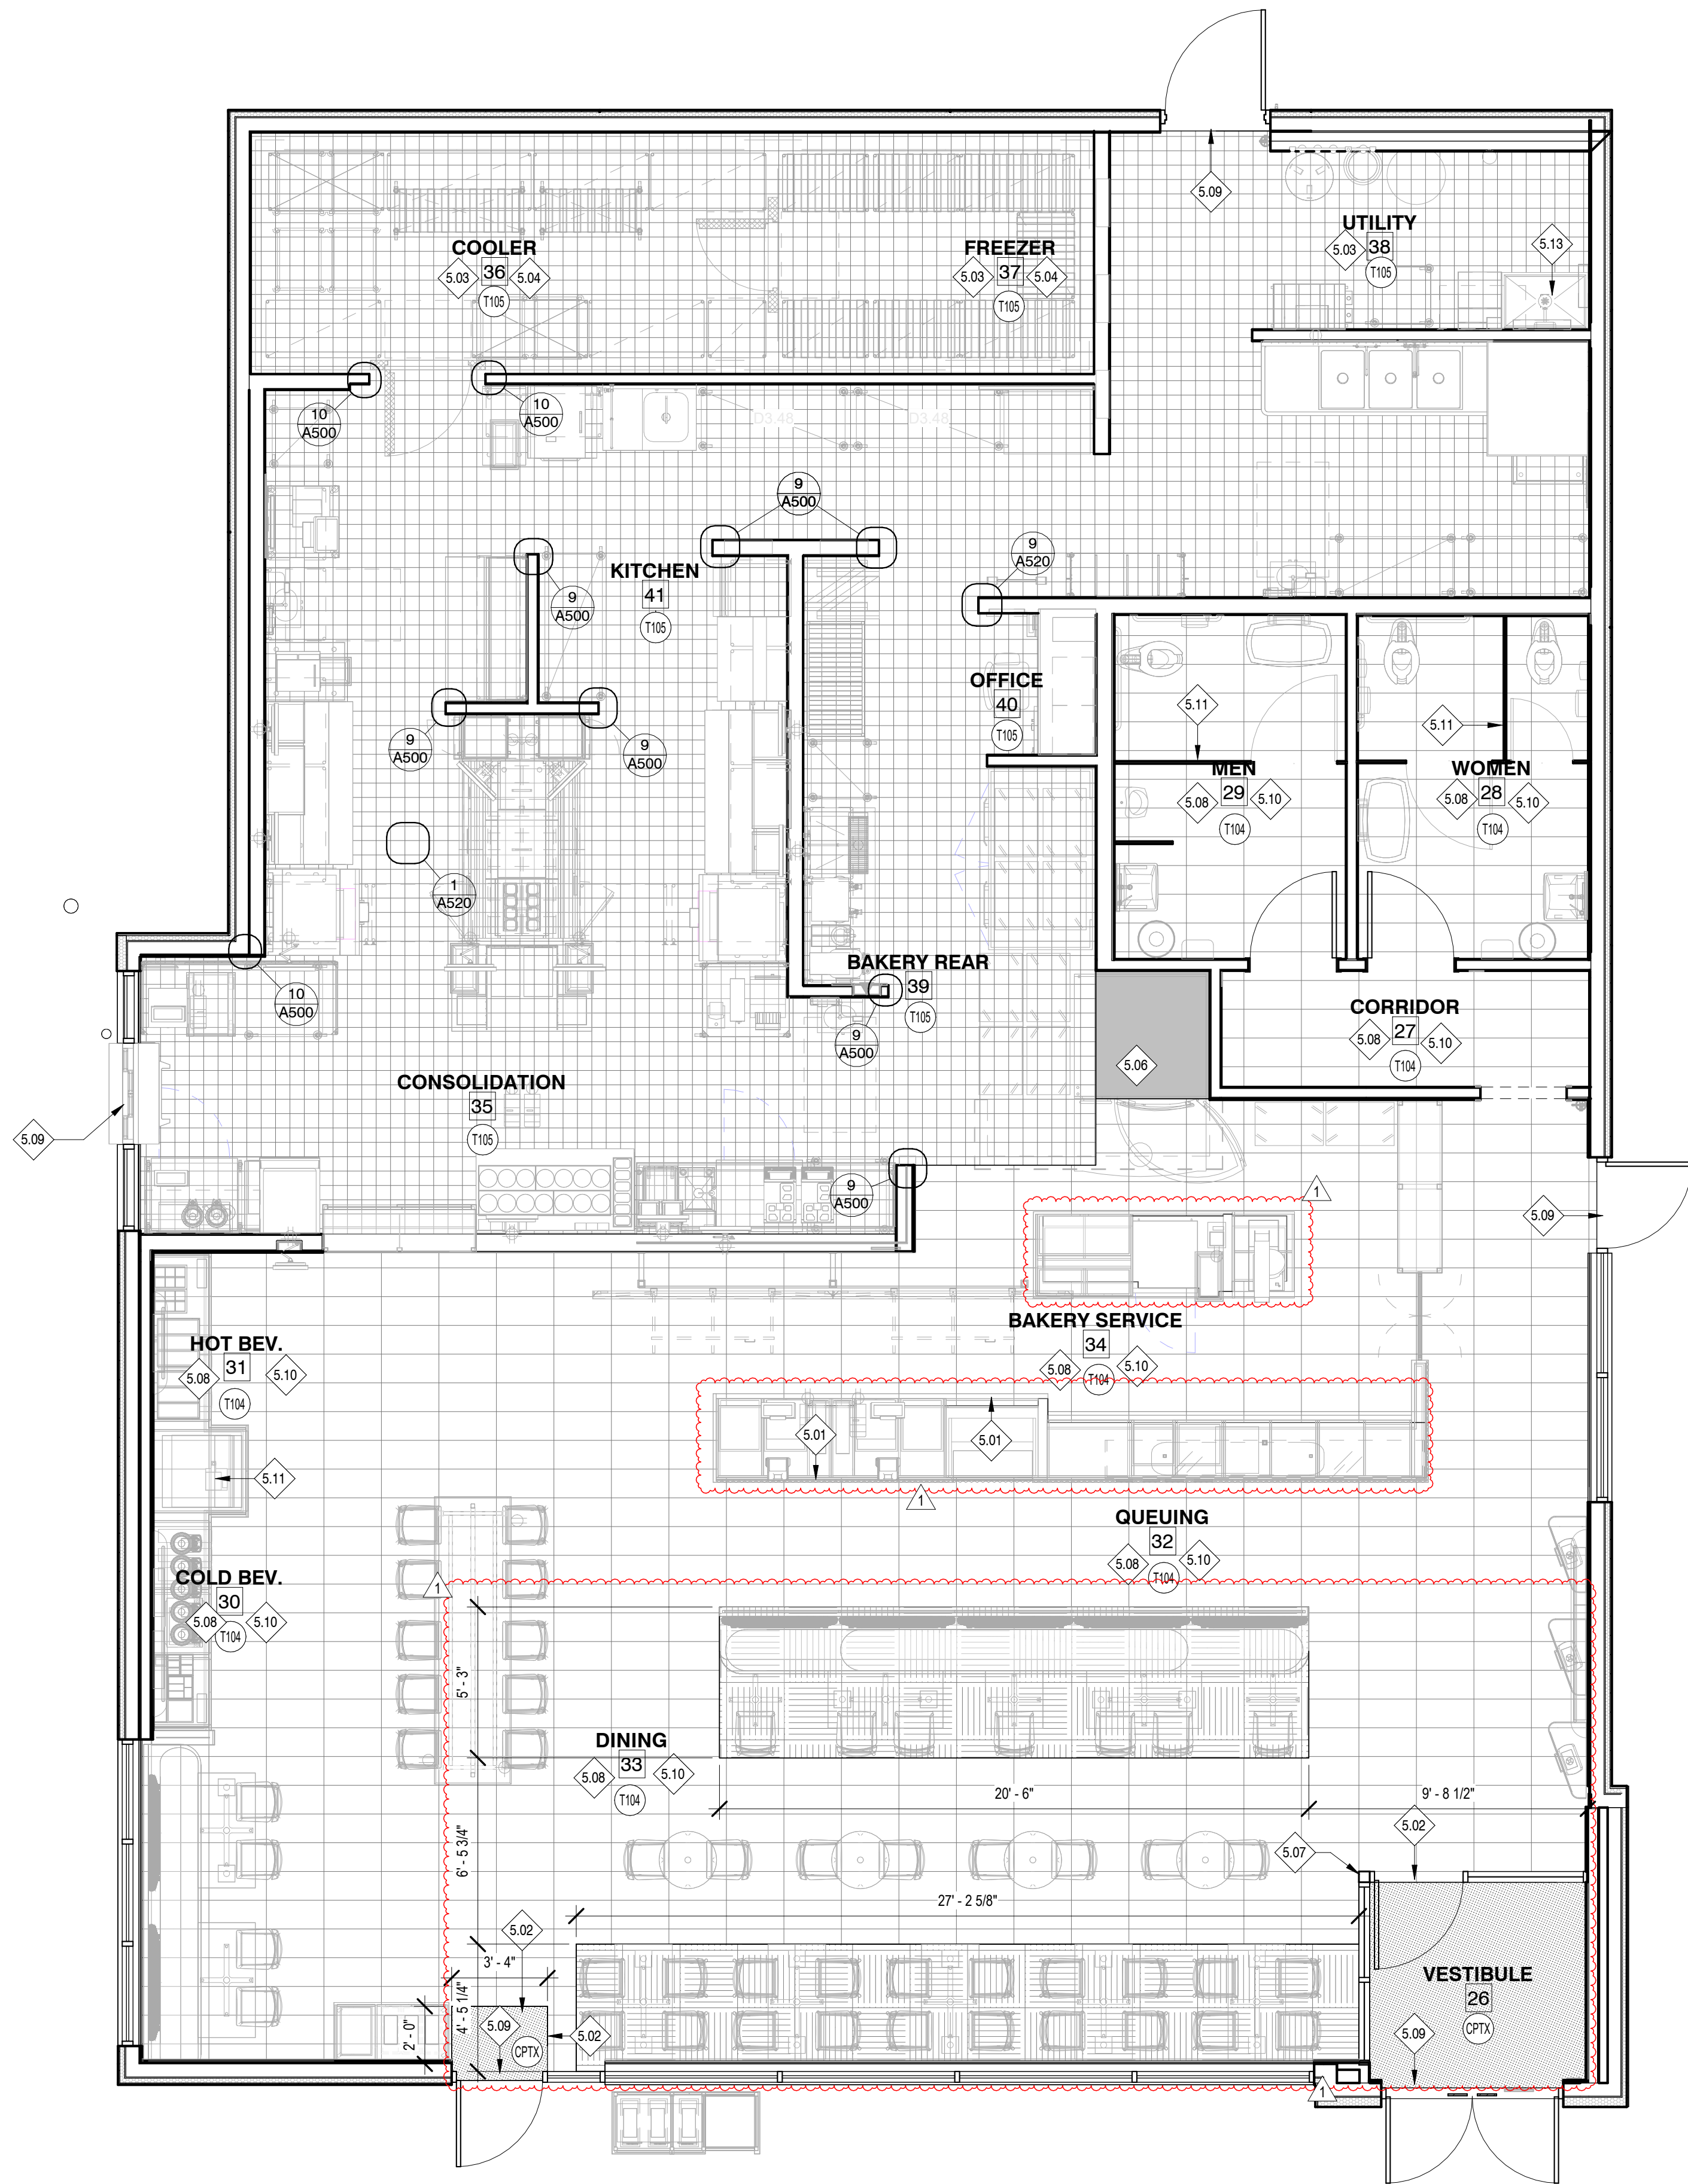 5.09
UTILITY
5.03
38
T105
5.13
COOLER
5.03
36
5.04
T105
FREEZER
5.03
37
5.04
T105
10
A500
10
A500
D3.48
D3.48
9
A500
9
A520
KITCHEN
41
T105
9
A500
OFFICE
40
T105
5.11
5.11
9
A500
9
A500
MEN
5.08
29
5.10
T104
WOMEN
5.08
28
5.10
T104
1
A520
BAKERY REAR
39
T105
10
A500
9
A500
CORRIDOR
5.08
27
5.10
T104
5.06
CONSOLIDATION
35
T105
5.09
9
A500
1
5.09
BAKERY SERVICE
34
5.08
5.10
T104
HOT BEV.
31
5.08
5.10
T104
5.01
5.01
5.11
1
QUEUING
32
5.08
5.10
T104
COLD BEV.
30
5.08
5.10
T104
1
5' - 3"
DINING
33
5.08
5.10
T104
20' - 6"
9' - 8 1/2"
5.02
6' - 5 3/4"
5.07
27' - 2 5/8"
5.02
3' - 4"
4' - 5 1/4"
2' - 0"
5.09
5.02
CPTX
VESTIBULE
26
CPTX
5.09
1